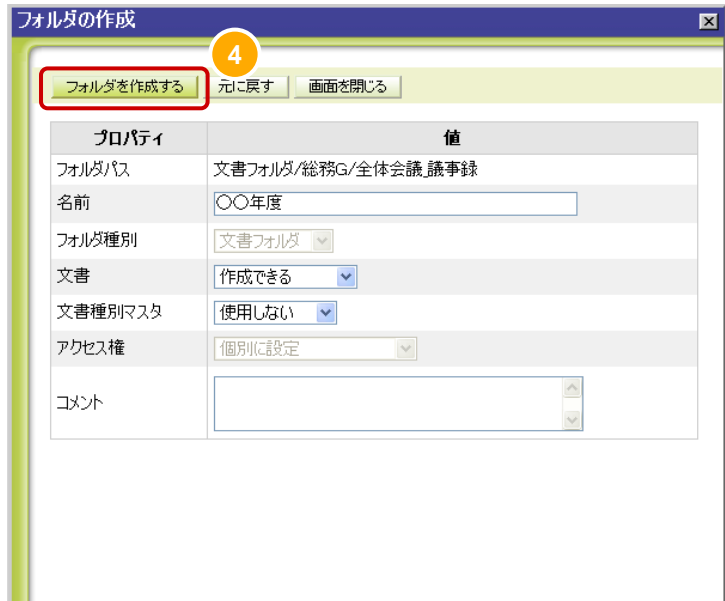 フォルダの作成
4
フォルダを作成する 元に戻す 画面を閉じる
プロパティ 値
フォルダパス 文書フォルダ/総務G/全体会議_議事録
名前 〇〇年度
フォルダ種別 文書フォルダ
文書 作成できる
文書種別マスタ 使用しない
アクセス権 個別に設定
コメント